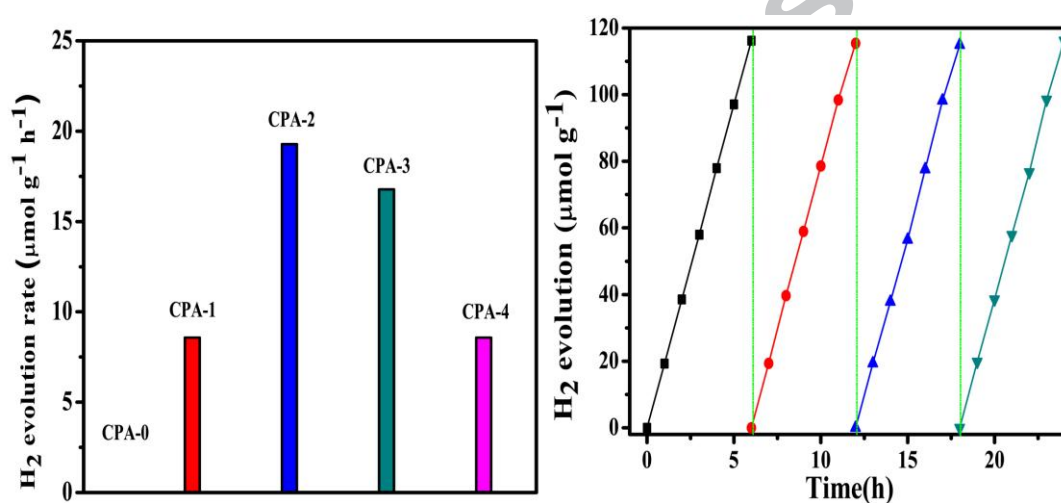 H2 evolution rate (μmol g⁻¹ h⁻¹)
25
20
15
10
5
0
CPA-0
CPA-1
CPA-2
CPA-3
CPA-4
H2 evolution (μmol g⁻¹)
120
100
80
60
40
20
0
0 5 10 15 20
Time(h)